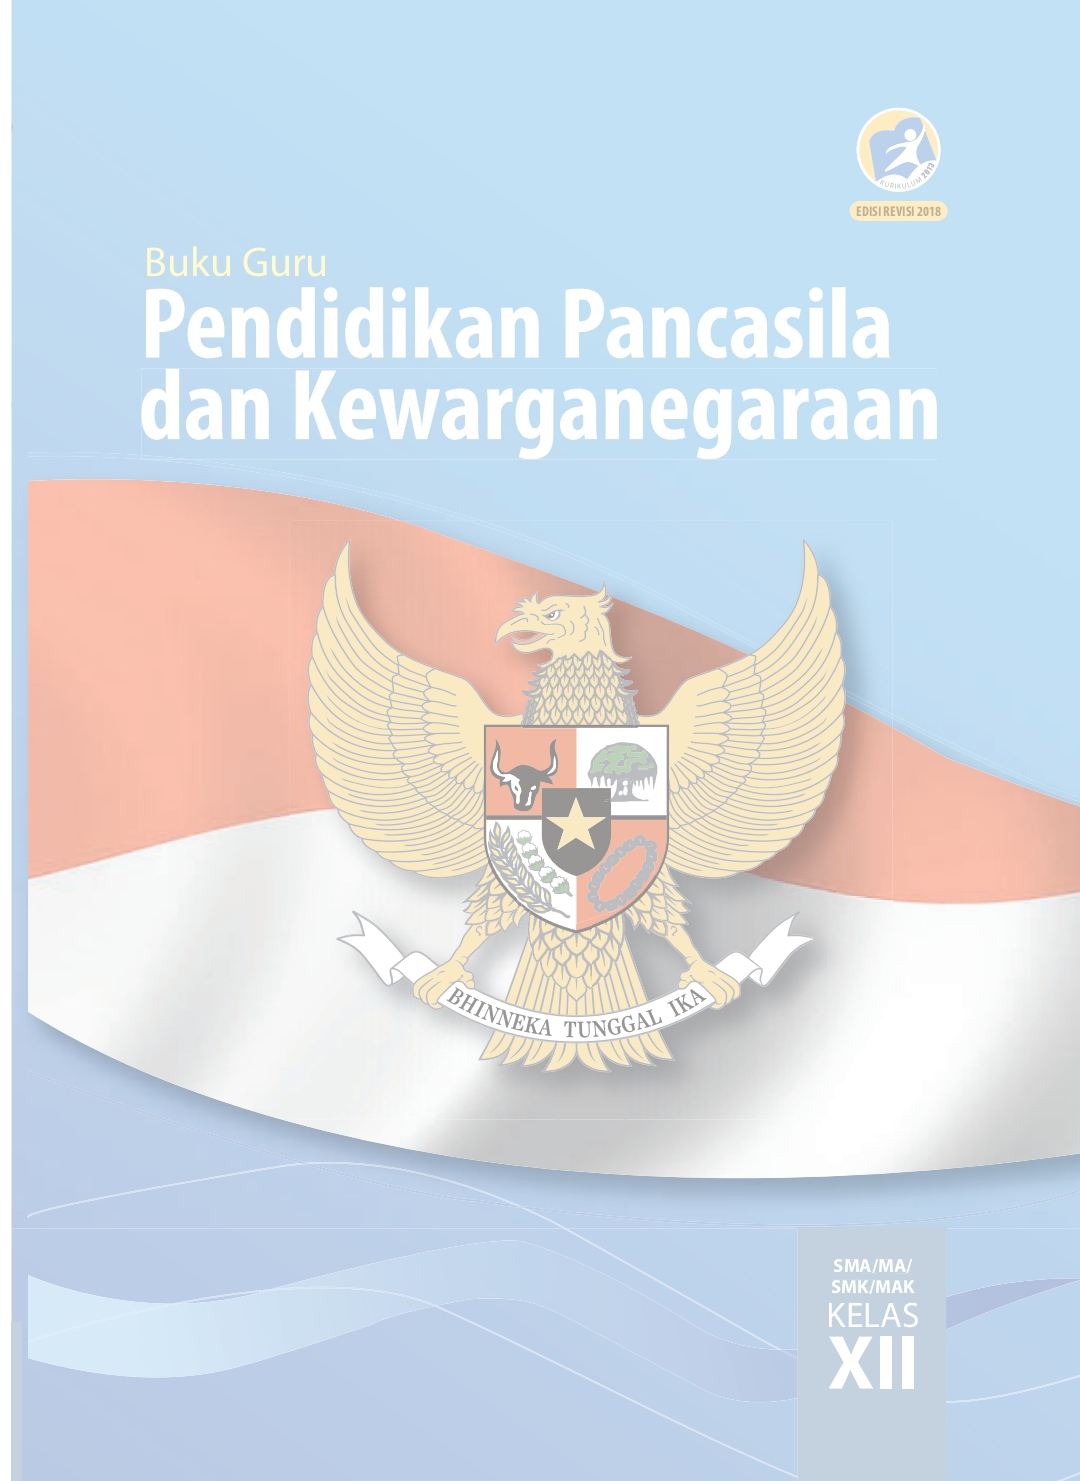 KURIKULUM 2013
EDISI REVISI 2018
Buku Guru
Pendidikan Pancasila
dan Kewarganegaraan
BHINNEKA TUNGGAL IKA
SMA/MA/
SMK/MAK
KELAS
XII